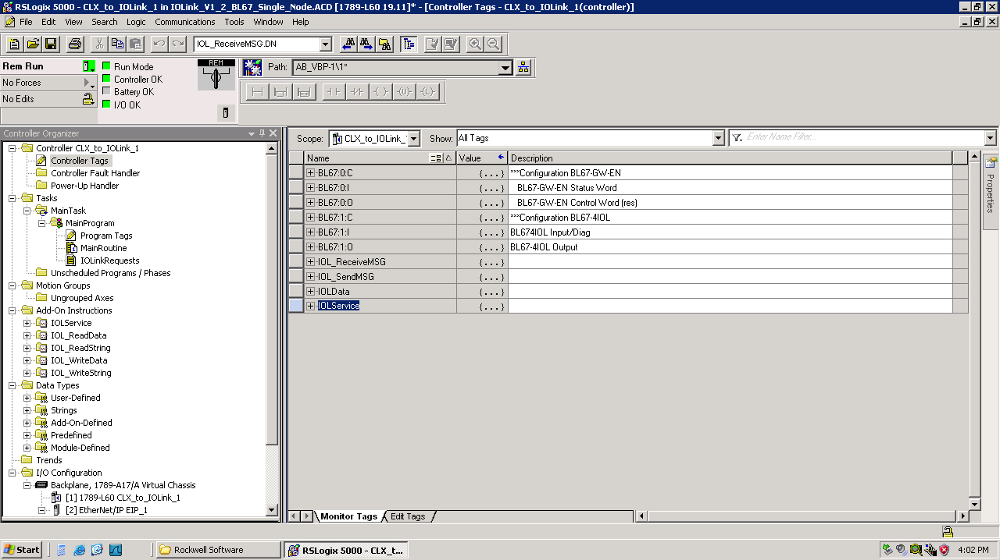 RSLogix 5000 - CLX_to_IOLink_1 in IOLink_V1_2_BL67_Single_Node.ACD [1789-L60 19.11]* - [Controller Tags - CLX_to_IOLink_1(controller)]
File Edit View Search Logic Communications Tools Window Help
IOL_ReceiveMSG.DN
Rem Run
No Forces
No Edits
Run Mode
Controller OK
Battery OK
I/O OK
REM
Path: AB_VBP-1\1*
Controller Organizer
Controller CLX_to_IOLink_1
Controller Tags
Controller Fault Handler
Power-Up Handler
Tasks
MainTask
MainProgram
Program Tags
MainRoutine
IOLinkRequests
Unscheduled Programs / Phases
Motion Groups
Ungrouped Axes
Add-On Instructions
IOLService
IOL_ReadData
IOL_ReadString
IOL_WriteData
IOL_WriteString
Data Types
User-Defined
Strings
Add-On-Defined
Predefined
Module-Defined
Trends
I/O Configuration
Backplane, 1789-A17/A Virtual Chassis
[1] 1789-L60 CLX_to_IOLink_1
[2] EtherNet/IP EIP_1
Scope: CLX_to_IOLink_ Show: All Tags Enter Name Filter...
Name Value Description
BL67:0:C {...} ***Configuration BL67-GW-EN
BL67:0:I {...} BL67-GW-EN Status Word
BL67:0:O {...} BL67-GW-EN Control Word (res)
BL67:1:C {...} ***Configuration BL67-4IOL
BL67:1:I {...} BL674IOL Input/Diag
BL67:1:O {...} BL67-4IOL Output
IOL_ReceiveMSG {...}
IOL_SendMSG {...}
IOLData {...}
IOLService {...}
Properties
Monitor Tags Edit Tags
Start Rockwell Software RSLogix 5000 - CLX_t... 4:02 PM